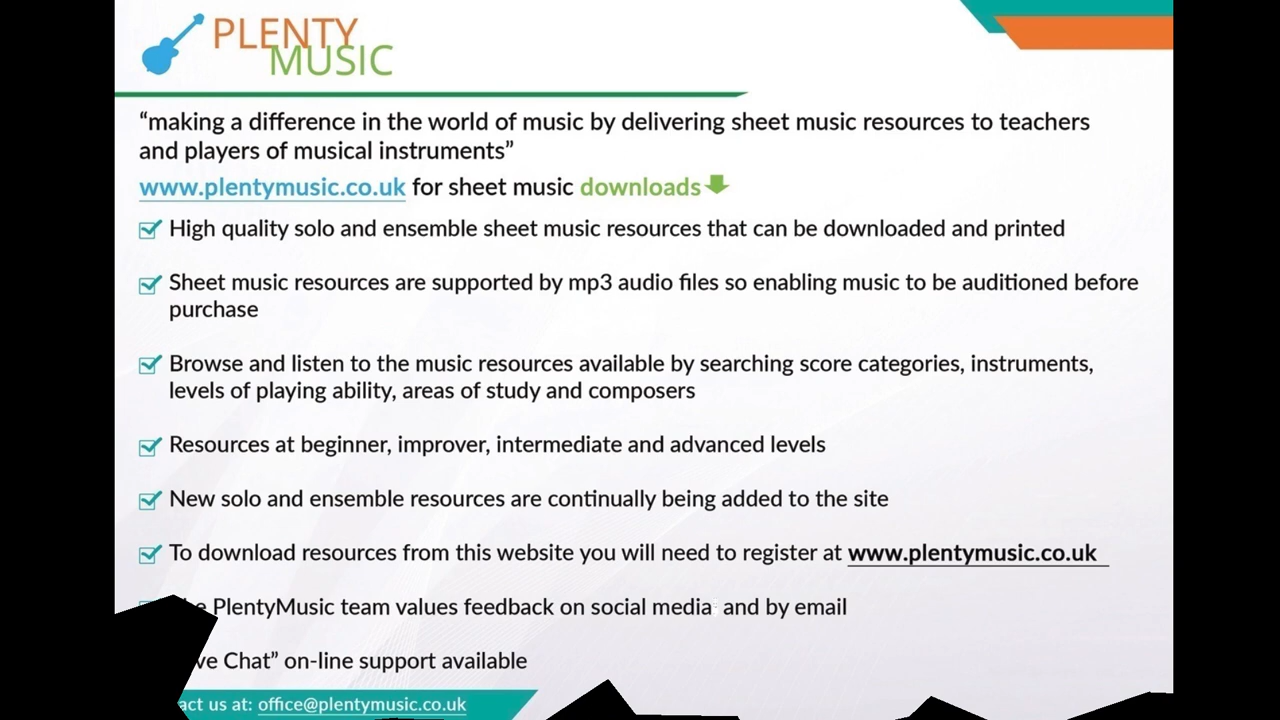 PLENTY
MUSIC
“making a difference in the world of music by delivering sheet music resources to teachers
and players of musical instruments”
www.plentymusic.co.uk for sheet music downloads
High quality solo and ensemble sheet music resources that can be downloaded and printed
Sheet music resources are supported by mp3 audio files so enabling music to be auditioned before
purchase
Browse and listen to the music resources available by searching score categories, instruments,
levels of playing ability, areas of study and composers
Resources at beginner, improver, intermediate and advanced levels
New solo and ensemble resources are continually being added to the site
To download resources from this website you will need to register at www.plentymusic.co.uk
PlentyMusic team values feedback on social media and by email
Chat” on-line support available
us at: office@plentymusic.co.uk